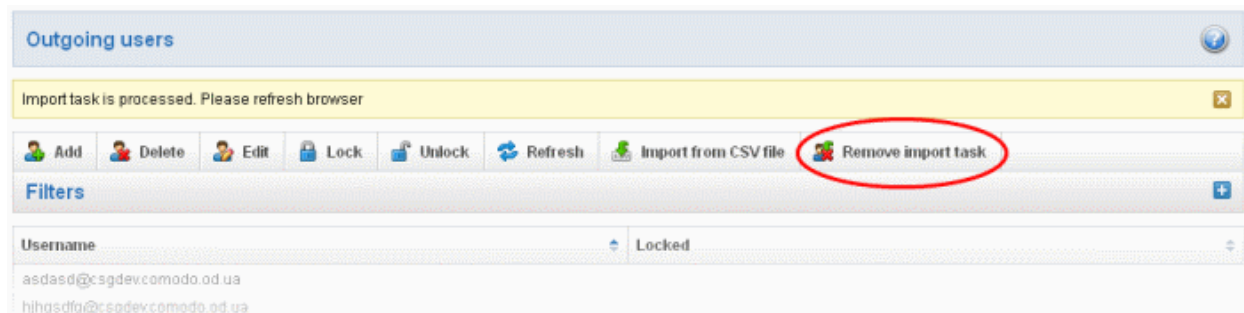 Outgoing users
Import task is processed. Please refresh browser
Add Delete Edit Lock Unlock Refresh Import from CSV file Remove import task
Filters
Username Locked
asdasd@csgdev.comodo.od.ua
hjhgsdfg@csgdev.comodo.od.ua